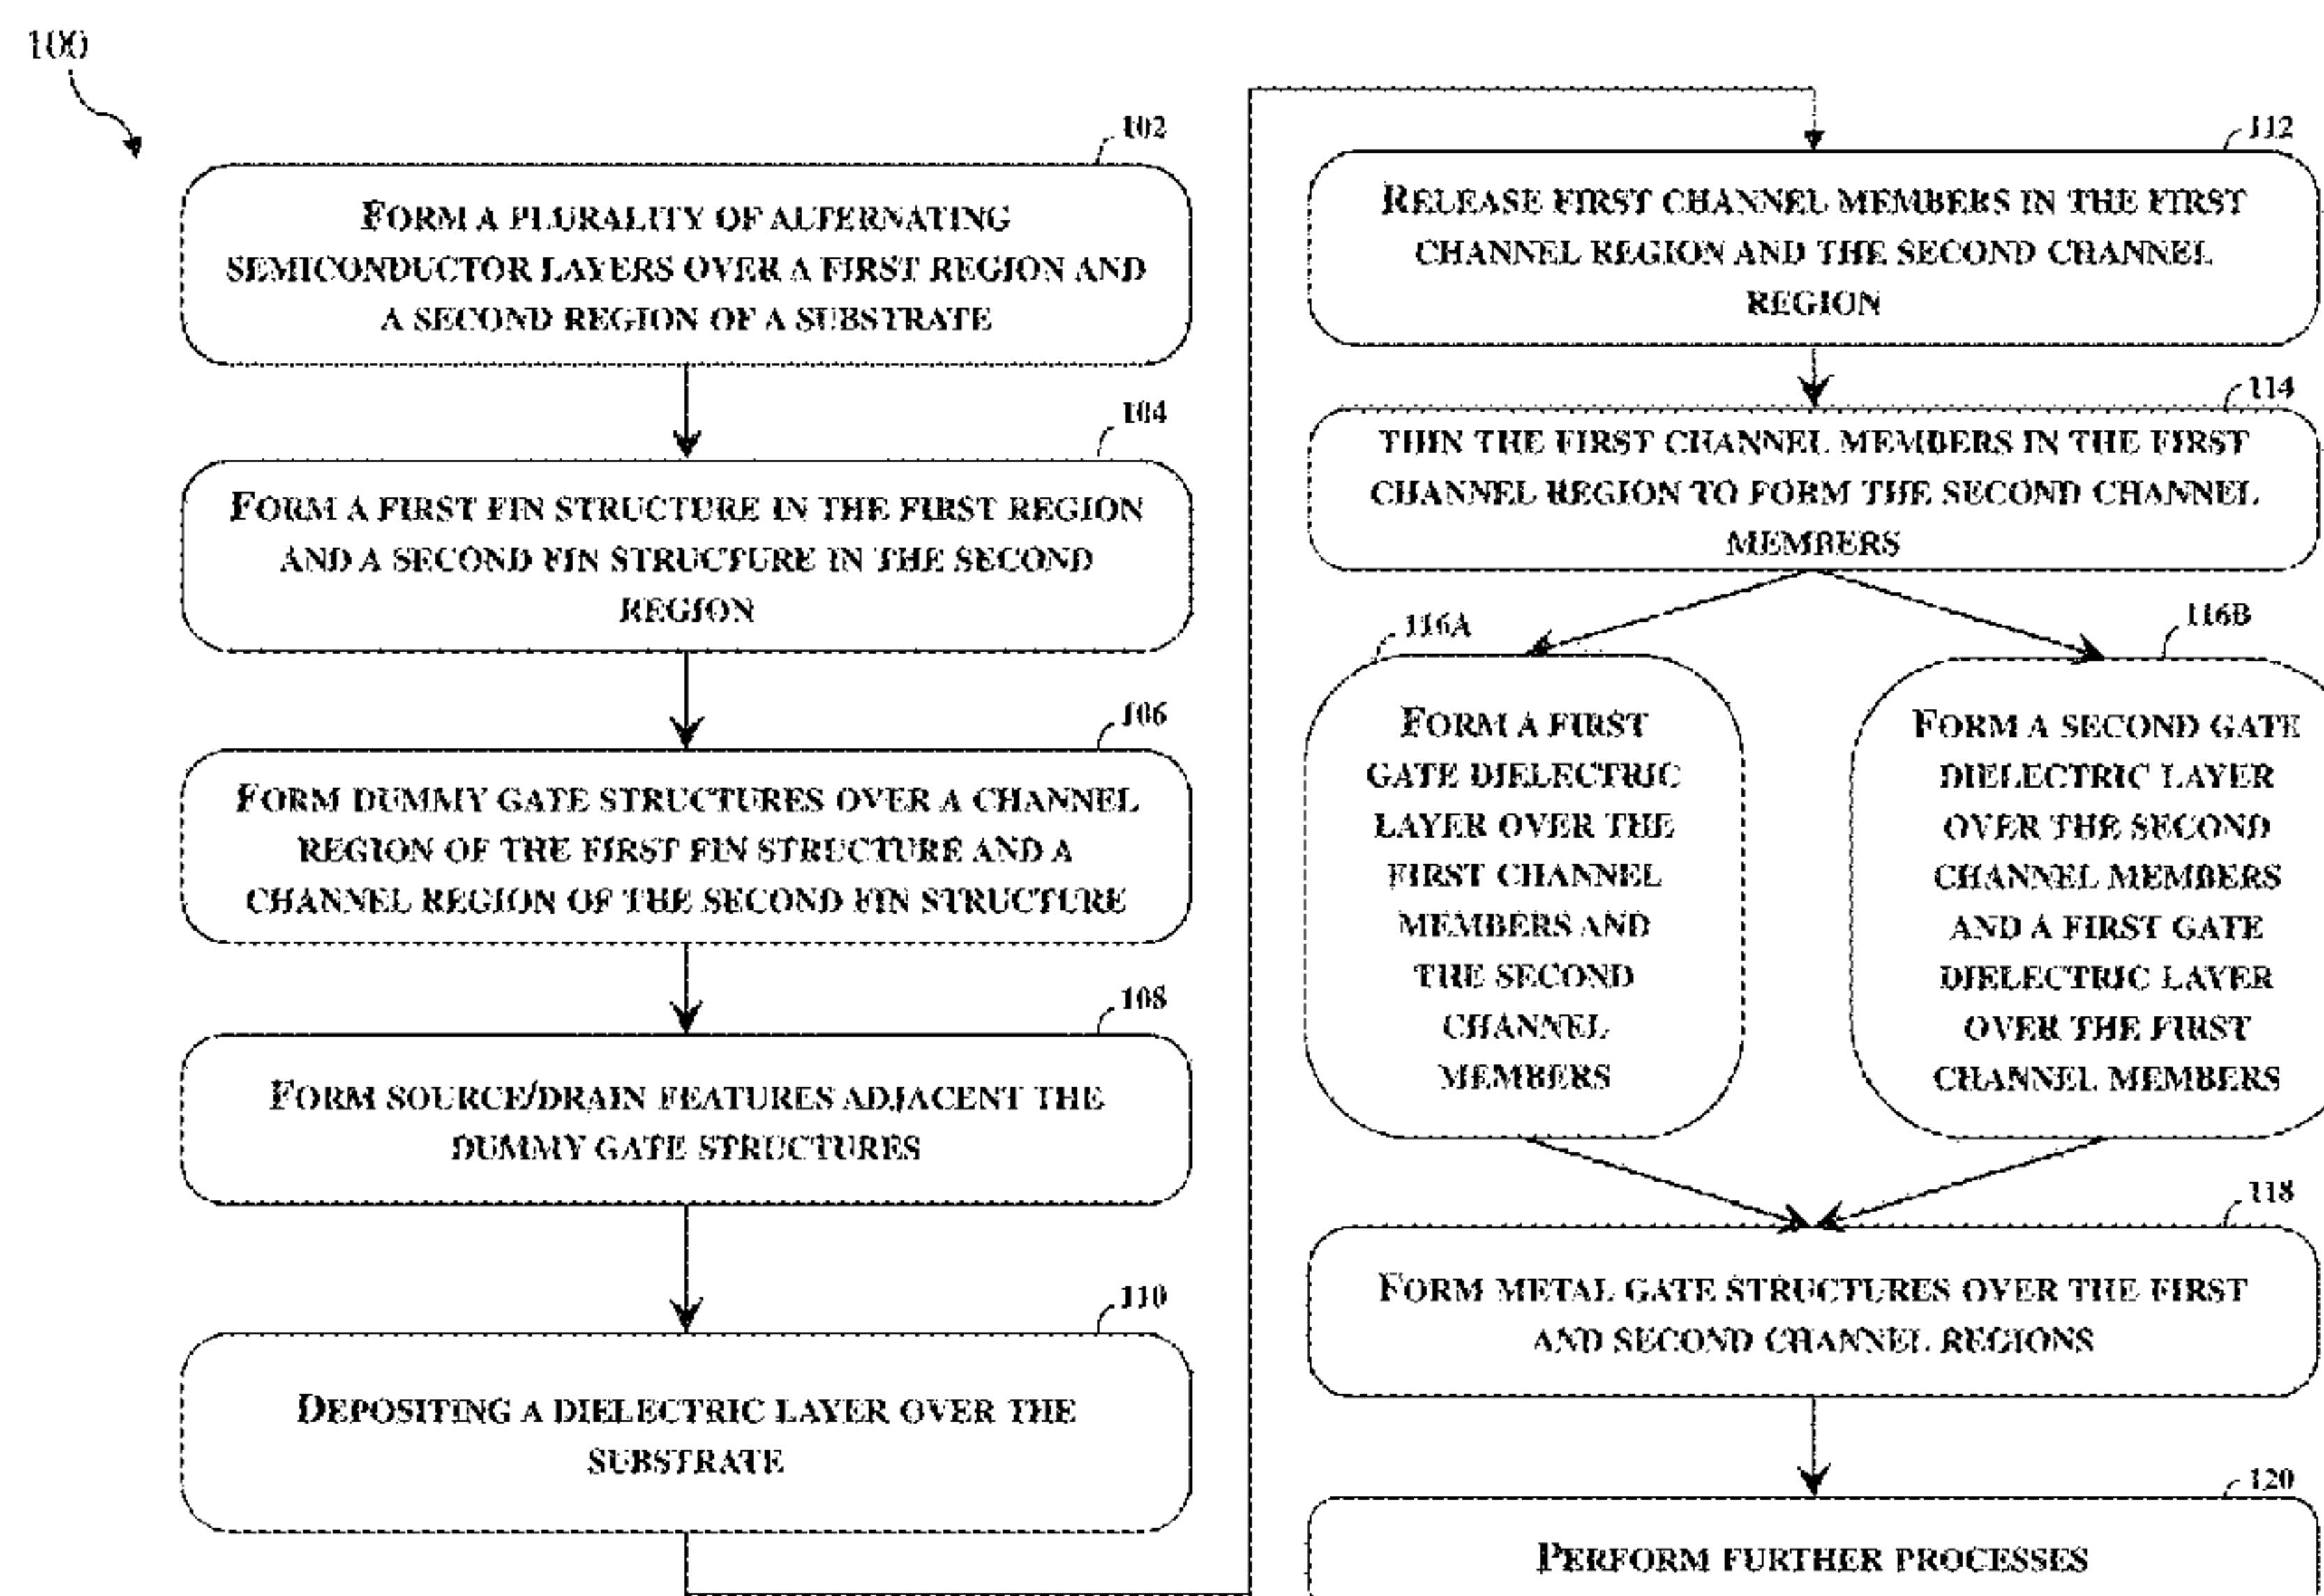 100
102
FORM A PLURALITY OF ALTERNATING
SEMICONDUCTOR LAYERS OVER A FIRST REGION AND
A SECOND REGION OF A SUBSTRATE
104
FORM A FIRST FIN STRUCTURE IN THE FIRST REGION
AND A SECOND FIN STRUCTURE IN THE SECOND
REGION
106
FORM DUMMY GATE STRUCTURES OVER A CHANNEL
REGION OF THE FIRST FIN STRUCTURE AND A
CHANNEL REGION OF THE SECOND FIN STRUCTURE
108
FORM SOURCE/DRAIN FEATURES ADJACENT THE
DUMMY GATE STRUCTURES
110
DEPOSITING A DIELECTRIC LAYER OVER THE
SUBSTRATE
112
RELEASE FIRST CHANNEL MEMBERS IN THE FIRST
CHANNEL REGION AND THE SECOND CHANNEL
REGION
114
THIN THE FIRST CHANNEL MEMBERS IN THE FIRST
CHANNEL REGION TO FORM THE SECOND CHANNEL
MEMBERS
116A
FORM A FIRST
GATE DIELECTRIC
LAYER OVER THE
FIRST CHANNEL
MEMBERS AND
THE SECOND
CHANNEL
MEMBERS
116B
FORM A SECOND GATE
DIELECTRIC LAYER
OVER THE SECOND
CHANNEL MEMBERS
AND A FIRST GATE
DIELECTRIC LAYER
OVER THE FIRST
CHANNEL MEMBERS
118
FORM METAL GATE STRUCTURES OVER THE FIRST
AND SECOND CHANNEL REGIONS
120
PERFORM FURTHER PROCESSES